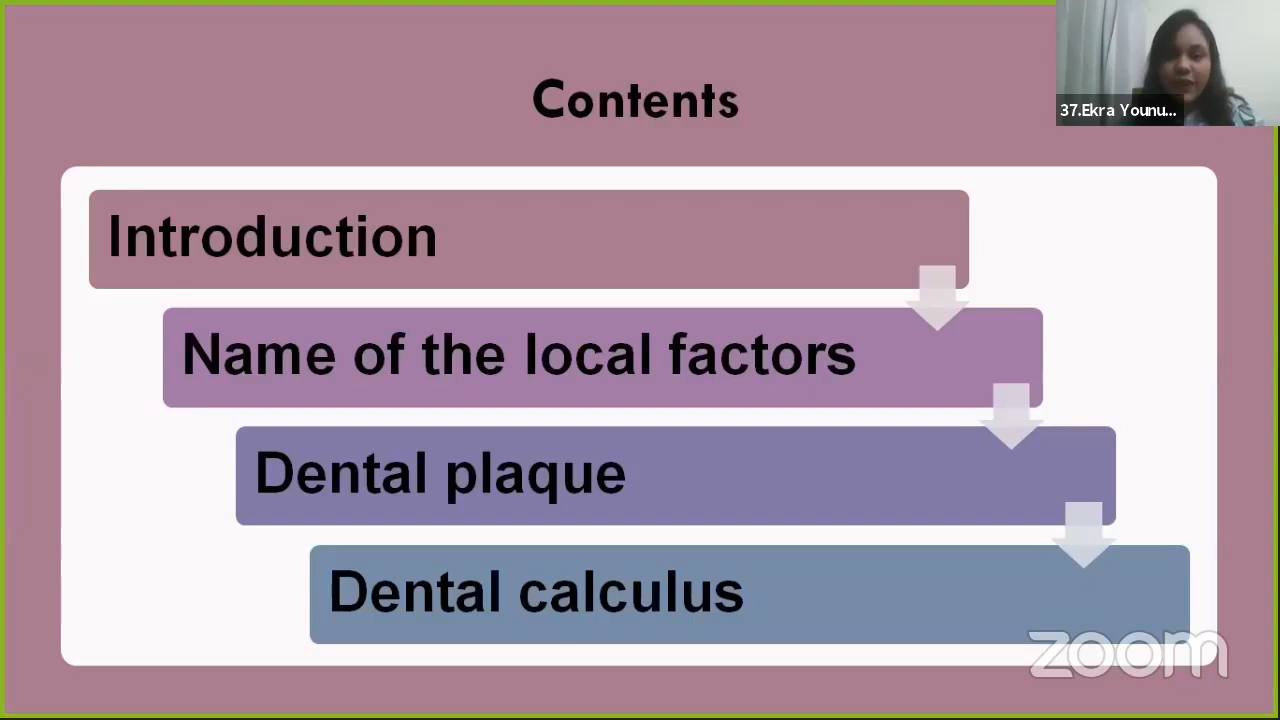 Contents
37.Ekra Younu...
Introduction
Name of the local factors
Dental plaque
Dental calculus
zoom